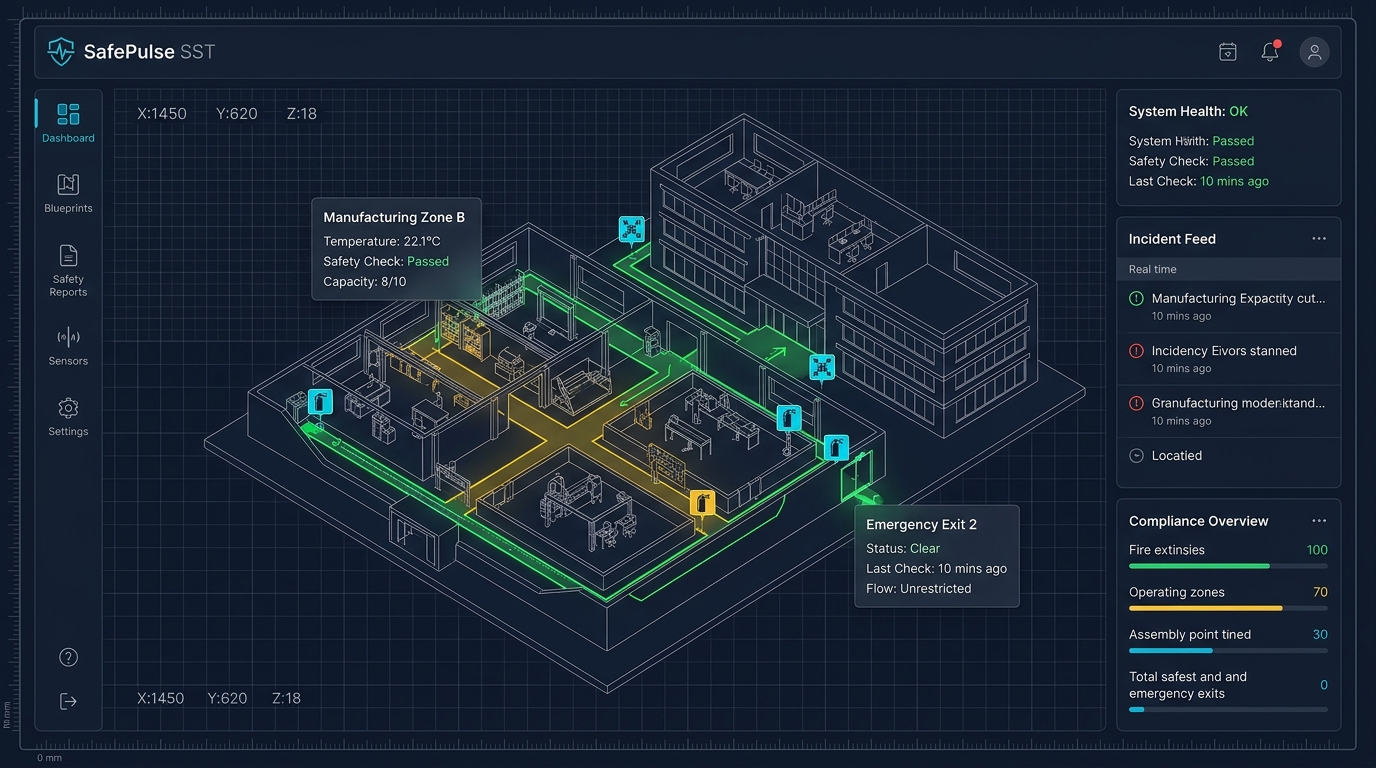 SafePulse SST
Dashboard
Blueprints
Safety
Reports
Sensors
Settings
X:1450 Y:620 Z:18
Manufacturing Zone B
Temperature: 22.1°C
Safety Check: Passed
Capacity: 8/10
Emergency Exit 2
Status: Clear
Last Check: 10 mins ago
Flow: Unrestricted
X:1450 Y:620 Z:18
System Health: OK
System Passed
Safety Check: Passed
Last Check: 10 mins ago
Incident Feed
Real time
Manufacturing Expactity cut...
10 mins ago
Incidency Eivors stanned
10 mins ago
Granufacturing
10 mins ago
Locatied
Compliance Overview
Fire extinsies 100
Operating zones 70
Assembly point tined 30
Total safest and and
emergency exits 0
0 mm